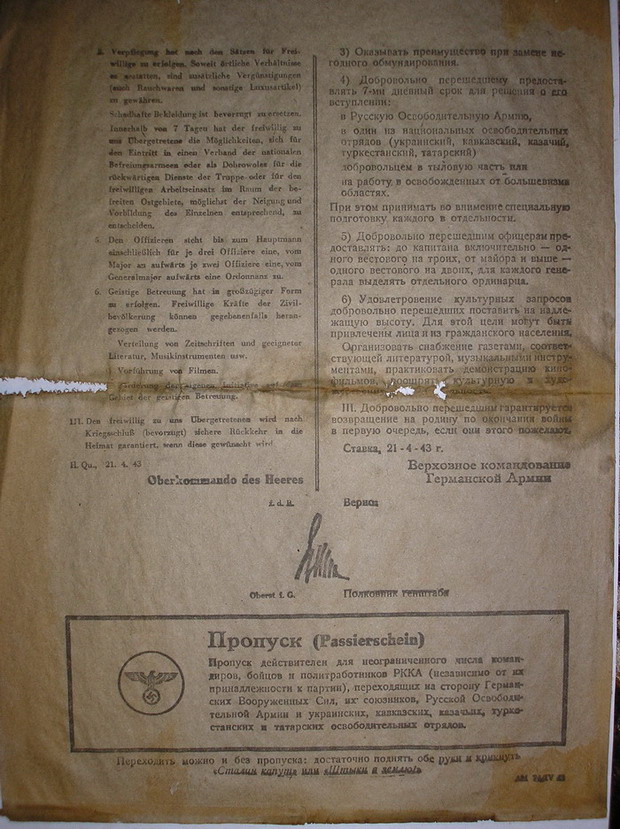 Verpflegung hat nach den Sätzen für Frei-
willige zu erfolgen. Soweit örtliche Verhältnisse
es gestatten, sind zusätzliche Vergünstigungen
(auch Rauchwaren und sonstige Luxusartikel)
zu gewähren.
Schadhafte Bekleidung ist bevorzugt zu ersetzen.
Innerhalb von 7 Tagen hat der freiwillig zu
uns Übergetretene die Möglichkeiten, sich für
den Eintritt in einen Verband der nationalen
Befreiungsarmeen oder als Dobrowolez für die
rückwärtigen Dienste der Truppe oder für den
freiwilligen Arbeitseinsatz im Raum der be-
freiten Ostgebiete, möglichst der Neigung und
Vorbildung des Einzelnen entsprechend, zu
entscheiden.
5. Den Offizieren steht bis zum Hauptmann
einschließlich für je drei Offiziere eine, vom
Major an aufwärts je zwei Offiziere eine, vom
Generalmajor aufwärts eine Ordonnanz zu.
6. Geistige Betreuung hat in großzügiger Form
zu erfolgen. Freiwillige Kräfte der Zivil-
bevölkerung können gegebenenfalls heran-
gezogen werden.
Verteilung von Zeitschriften und geeigneter
Literatur, Musikinstrumenten usw.
Vorführung von Filmen.
Förderung der eigenen Initiative auf
Gebiet der geistigen Betreuung.
III. Den freiwillig zu uns Übergetretenen wird nach
Kriegsschluß (bevorzugt) sichere Rückkehr in die
Heimat garantiert, wenn diese gewünscht wird.
H. Qu., 21. 4. 43
Oberkommando des Heeres
3) Оказывать преимущество при замене не-
годного обмундирования.
4) Добровольно перешедшему предоста-
влять 7-ми дневный срок для решения о его
вступлении:
в Русскую Освободительную Армию,
в один из национальных освободительных
отрядов (украинский, кавказский, казачий,
туркестанский, татарский)
добровольцем в тыловую часть или
на работу в освобожденных от большевизма
областях.
При этом принимать во внимение специальную
подготовку каждого в отдельности.
5) Добровольно перешедшим офицерам пре-
доставлять: до капитана включительно — од-
ного вестового на троих, от майора и выше —
одного вестового на двоих, для каждого гене-
рала выделять отдельного ординарца.
6) Удовлетворение культурных запросов
добровольно перешедших поставить на надле-
жащую высоту. Для этой цели могут быть
привлечены лица и из гражданского населения.
Организовать снабжение газетами, соответ-
ствующей литературой, музыкальными инстру-
ментами, практиковать демонстрацию кино-
фильмов, поощрять культурную и худо-
III. Добровольно перешедшим гарантируется
возвращение на родину по окончании войны
в первую очередь, если они этого пожелают.
Ставка, 21-4-43 г.
Верховное командование
Германской Армии
Oberst i. G.
Полковник генштаба
Пропуск (Passierschein)
Пропуск действителен для неограниченного числа коман-
диров, бойцов и политработников РККА (независимо от их
принадлежности к партии), переходящих на сторону Герман-
ских Вооруженных Сил, их союзников, Русской Освободи-
тельной Армии и украинских, кавказских, казачьих, турке-
станских и татарских освободительных отрядов.
Переходить можно и без пропуска: достаточно поднять обе руки и крикнуть
«Сталин капут» или «Штыки в землю!»